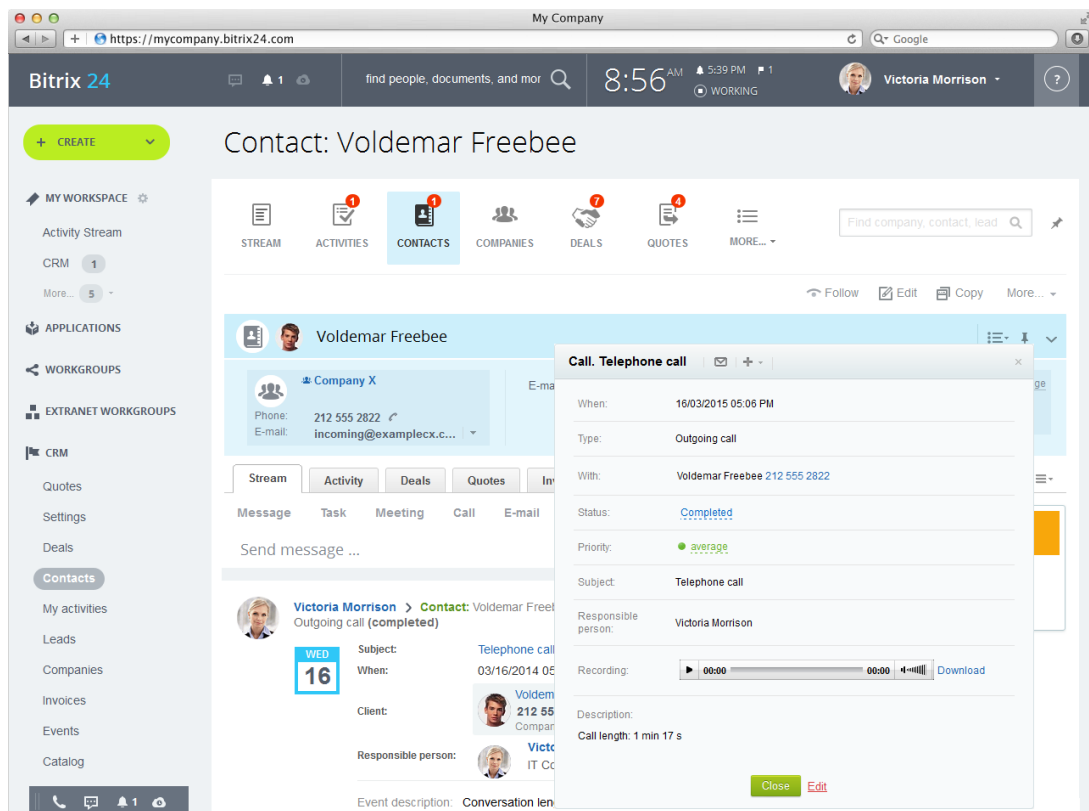 My Company
https://mycompany.bitrix24.com
Google
Bitrix 24
1
find people, documents, and mor
8:56 AM
5:39 PM 1
WORKING
Victoria Morrison
?
+ CREATE
Contact: Voldemar Freebee
MY WORKSPACE
Activity Stream
CRM 1
More... 5
APPLICATIONS
WORKGROUPS
EXTRANET WORKGROUPS
CRM
Quotes
Settings
Deals
Contacts
My activities
Leads
Companies
Invoices
Events
Catalog
1
STREAM
1
ACTIVITIES
1
CONTACTS
COMPANIES
7
DEALS
4
QUOTES
MORE...
Find company, contact, lead
Follow Edit Copy More...
Voldemar Freebee
Company X
Phone: 212 555 2822
E-mail: incoming@examplecx.c...
E-ma
ge
Stream Activity Deals Quotes In
Message Task Meeting Call E-mail
Send message ...
Victoria Morrison > Contact: Voldemar Freel
Outgoing call (completed)
WED
16
Subject: Telephone call
When: 03/16/2014 05
Client: Voldem
212 55
Compar
Responsible person: Victo
IT Co
Event description: Conversation len
Call. Telephone call
When: 16/03/2015 05:06 PM
Type: Outgoing call
With: Voldemar Freebee 212 555 2822
Status: Completed
Priority: average
Subject: Telephone call
Responsible
person: Victoria Morrison
Recording: 00:00 00:00 Download
Description:
Call length: 1 min 17 s
Close Edit